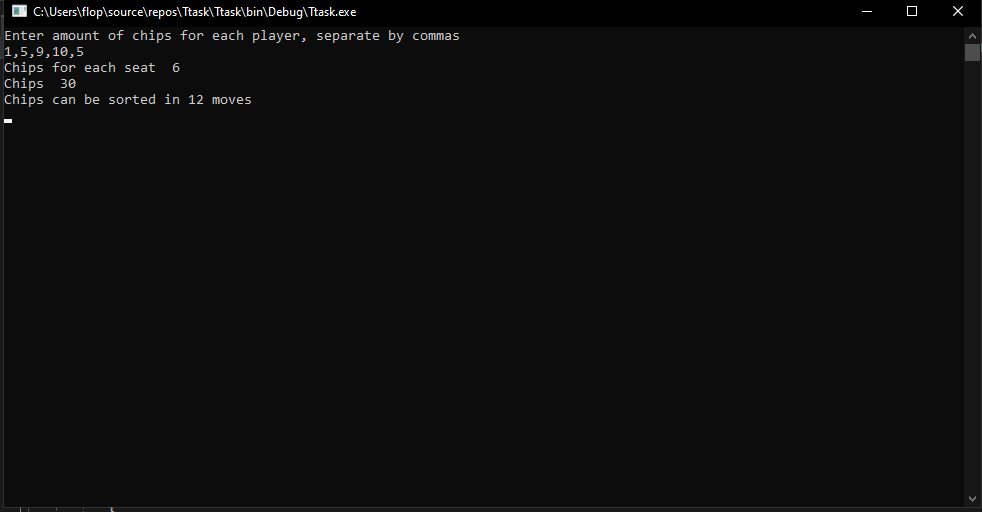 C:\Users\flop\source\repos\Ttask\Ttask\bin\Debug\Ttask.exe
Enter amount of chips for each player, separate by commas
1,5,9,10,5
Chips for each seat  6
Chips  30
Chips can be sorted in 12 moves